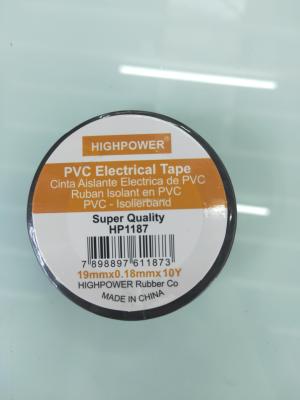 HIGHPOWER
PVC Electrical Tape
Cinta Aislante Electrica de PVC
Ruban Isolant en PVC
PVC - Isolierband
Super Quality
HP1187
7 898897 611873
19mmx0.18mmx10Y
HIGHPOWER Rubber Co
MADE IN CHINA